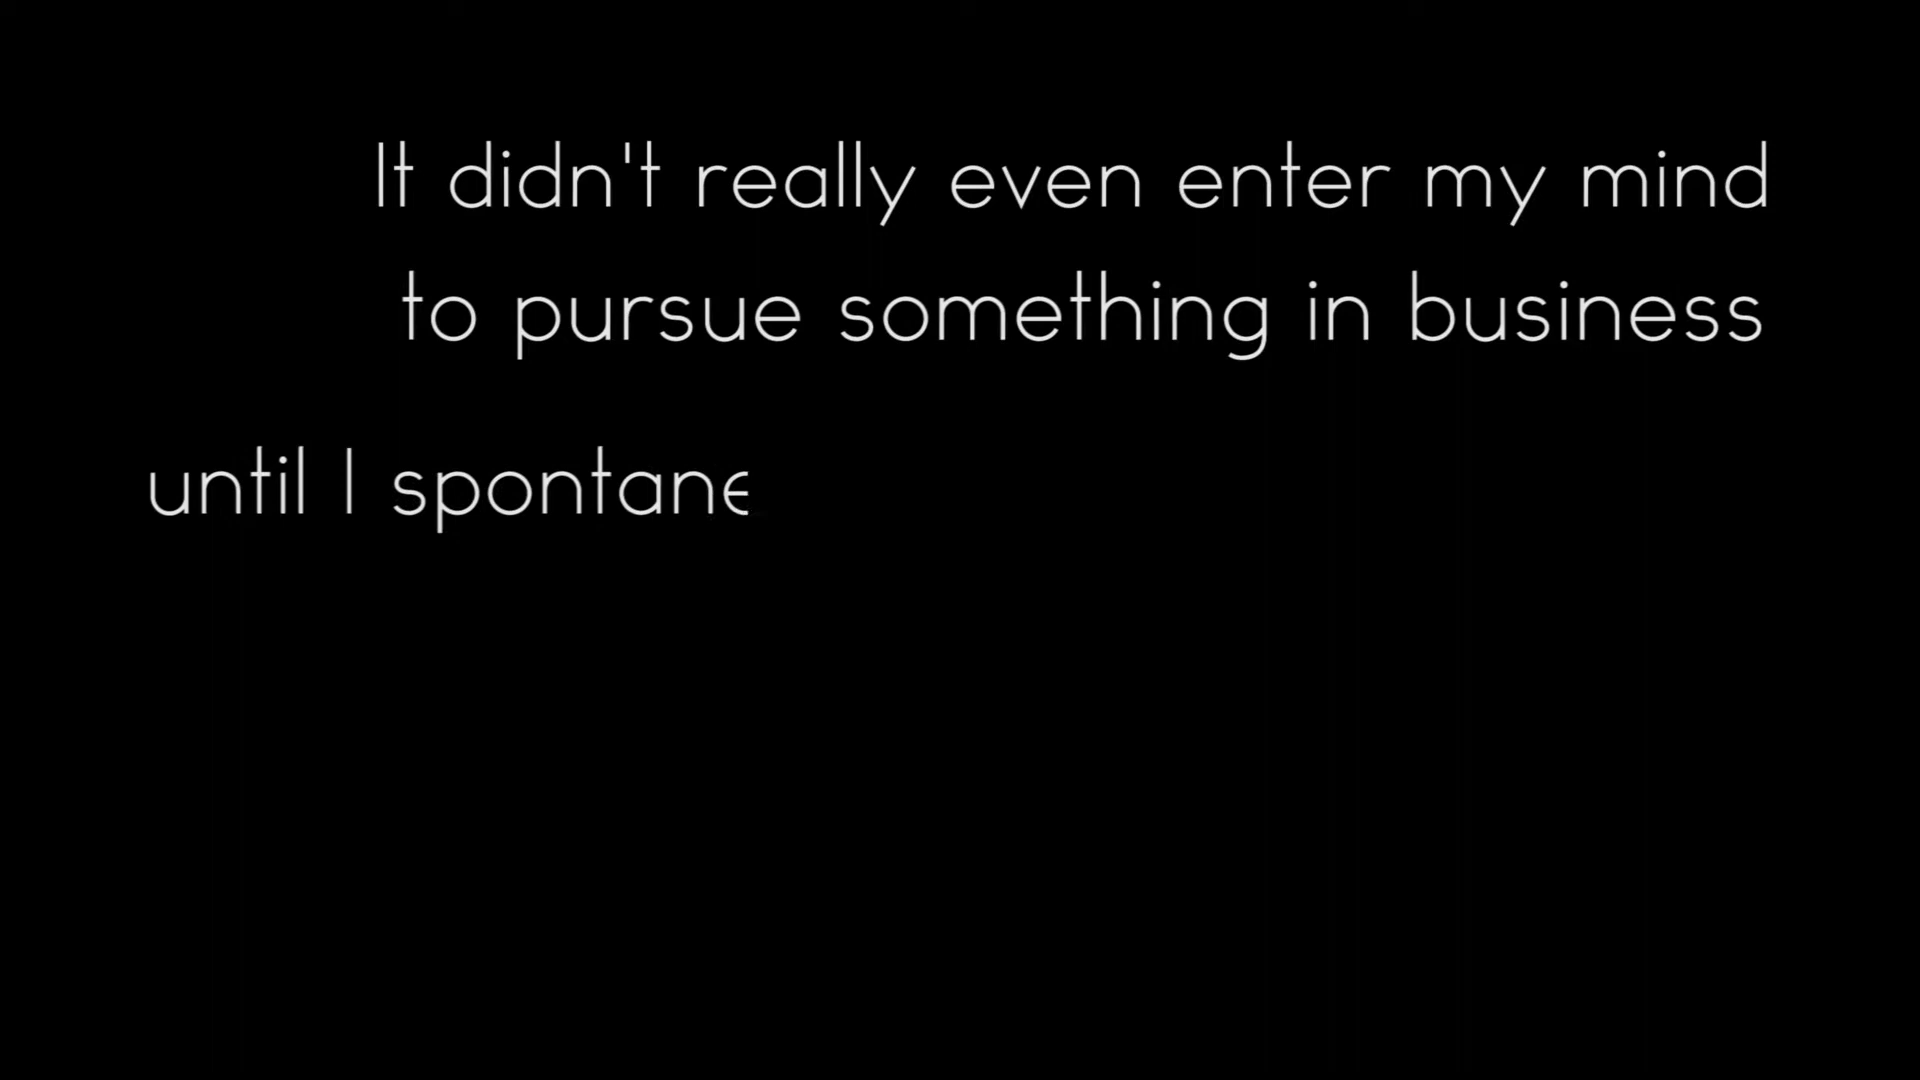 It didn't really even enter my mind
to pursue something in business
until I spontane